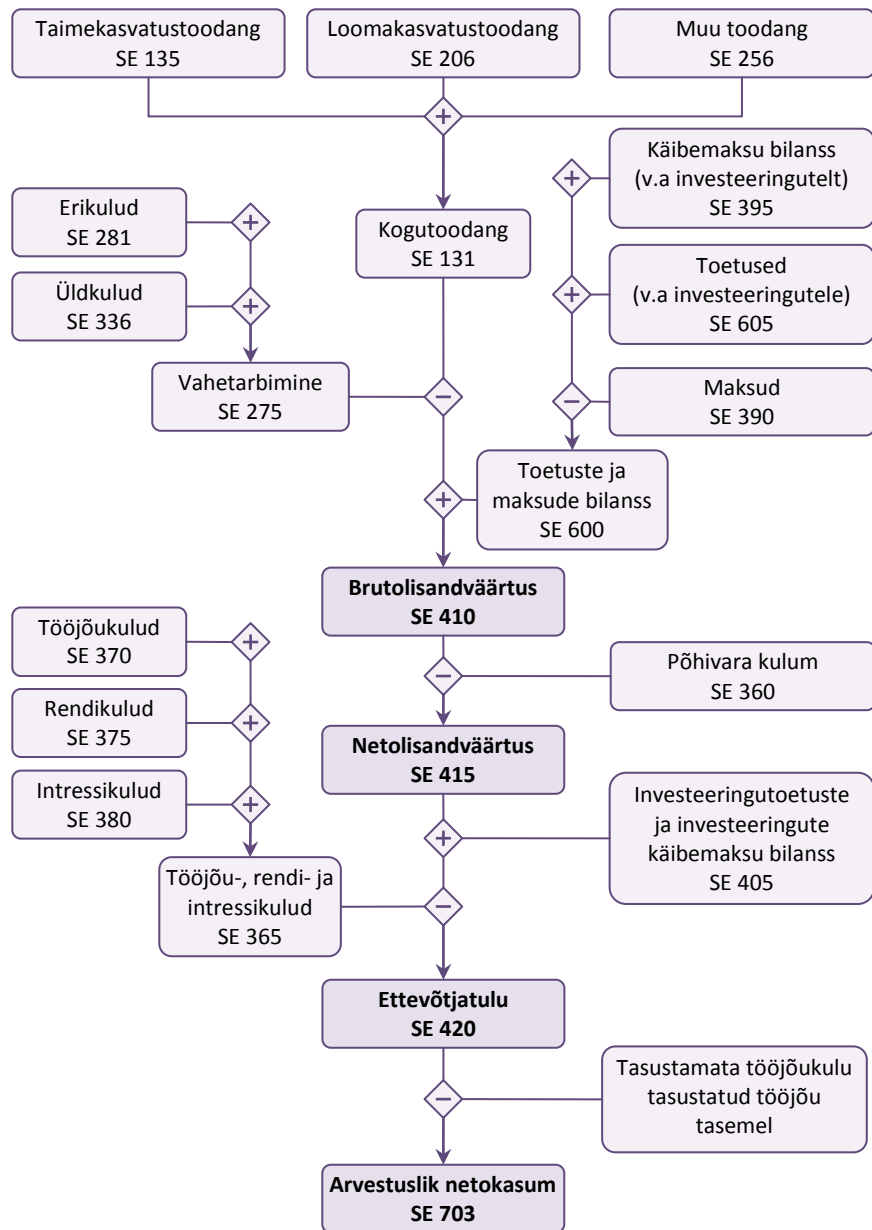 Taimekasvatustoodang
SE 135
Loomakasvatustoodang
SE 206
Muu toodang
SE 256
+
Käibemaksu bilanss
(v.a investeeringutelt)
SE 395
+
Erikulud
SE 281
+
Kogutoodang
SE 131
Toetused
(v.a investeeringutele)
SE 605
+
Üldkulud
SE 336
+
Vahetarbimine
SE 275
−
Maksud
SE 390
−
Toetuste ja
maksude bilanss
SE 600
+
Brutolisandväärtus
SE 410
Tööjõukulud
SE 370
+
Põhivara kulum
SE 360
−
Rendikulud
SE 375
+
Netolisandväärtus
SE 415
Intressikulud
SE 380
+
Investeeringutoetuste
ja investeeringute
käibemaksu bilanss
SE 405
+
Tööjõu-, rendi- ja
intressikulud
SE 365
−
Ettevõtjatulu
SE 420
Tasustamata tööjõukulu
tasustatud tööjõu
tasemel
−
Arvestuslik netokasum
SE 703